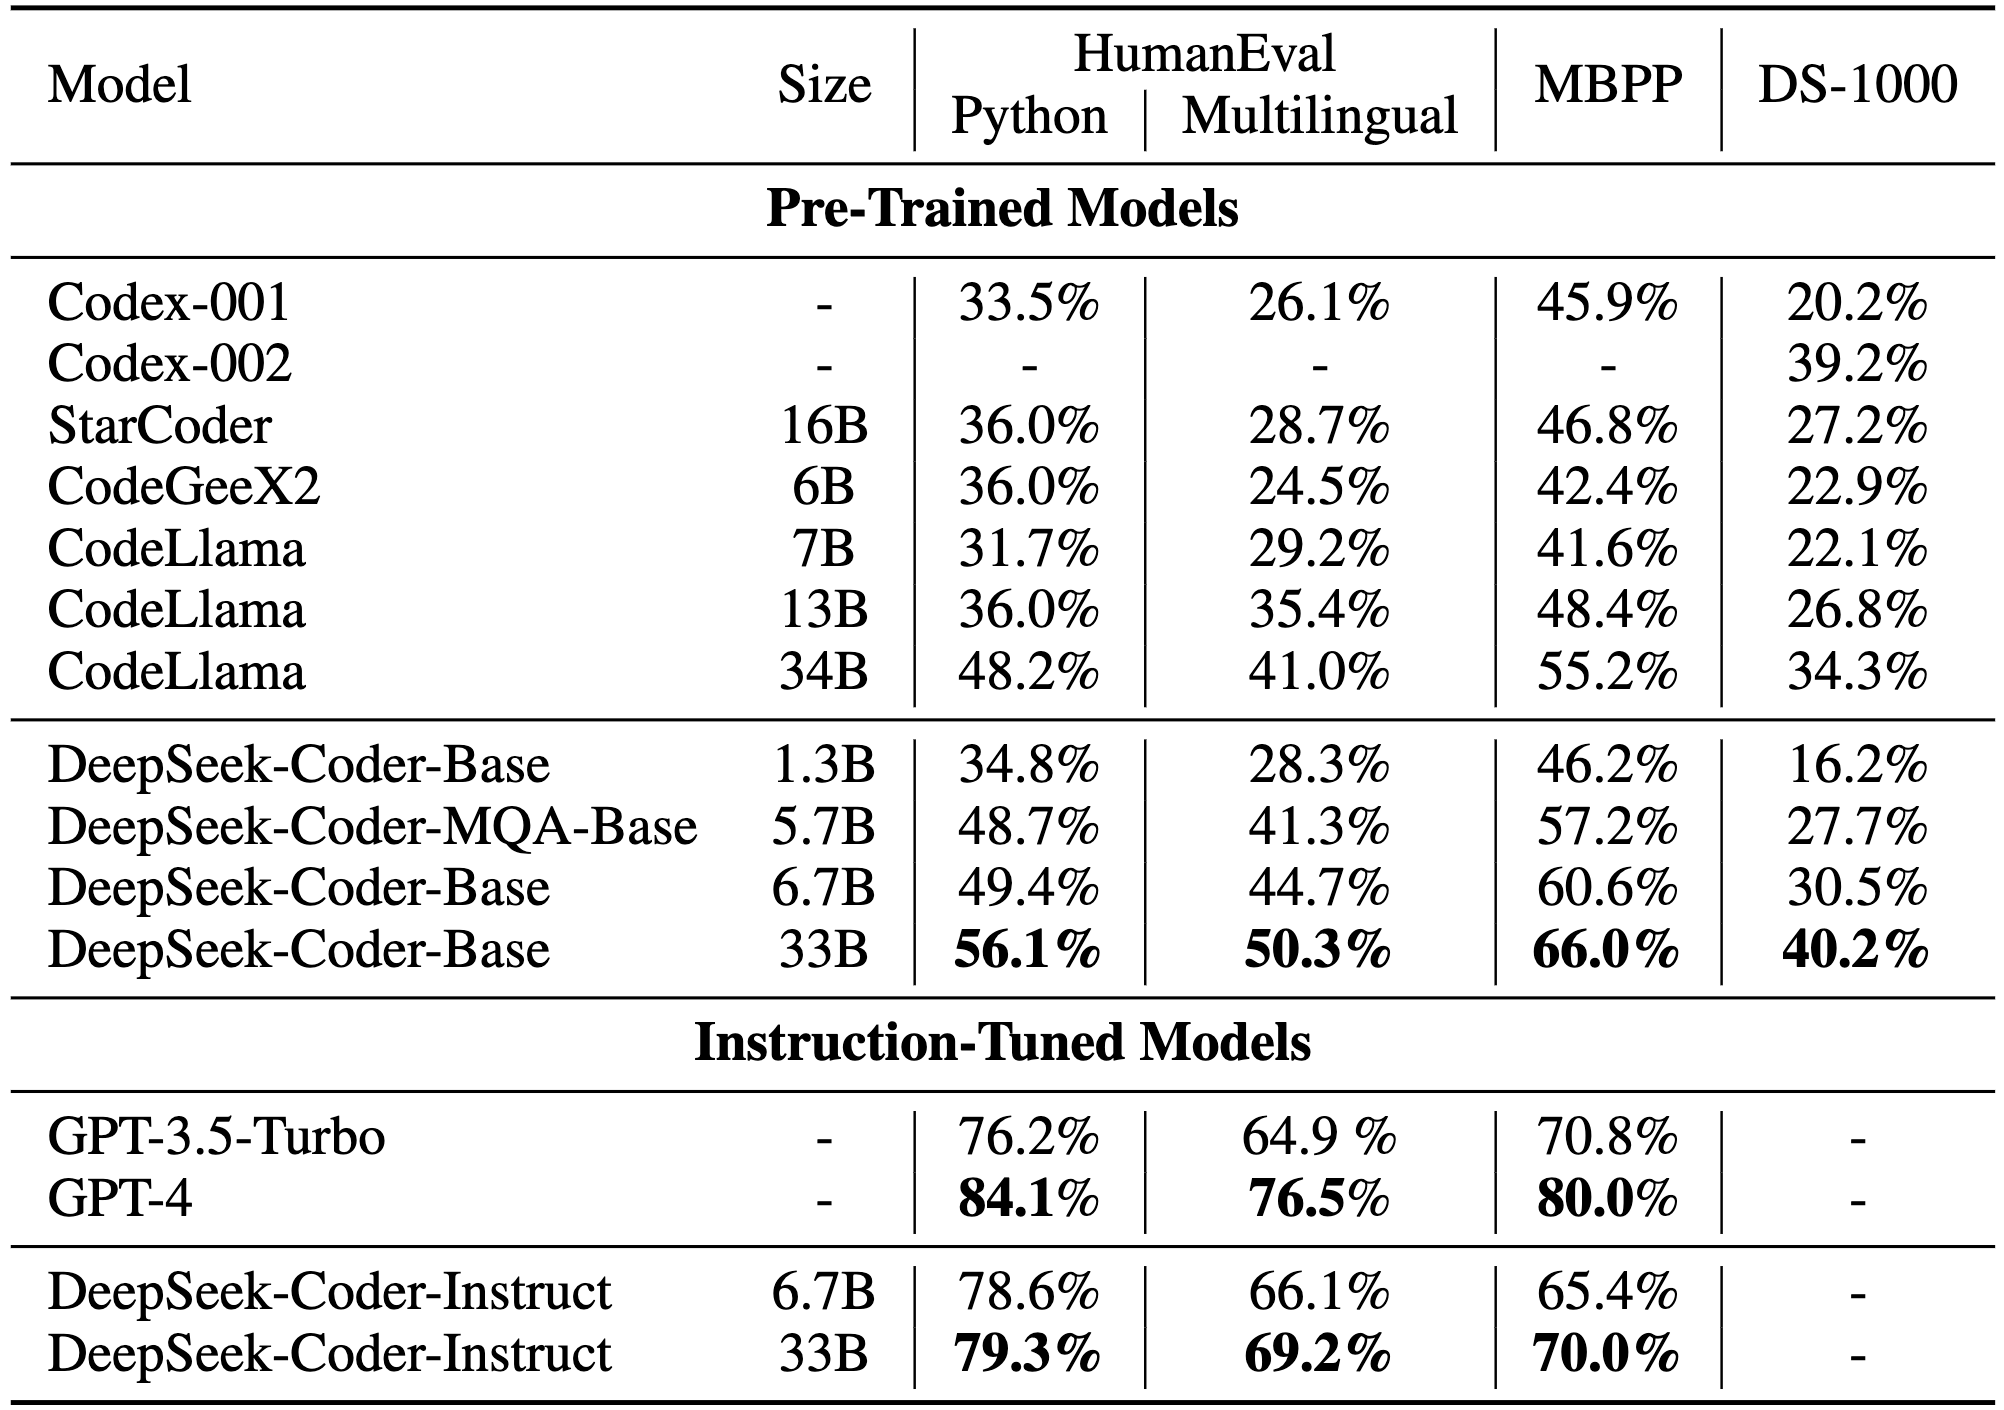 Model Size HumanEval MBPP DS-1000
Python Multilingual
Pre-Trained Models
Codex-001 - 33.5% 26.1% 45.9% 20.2%
Codex-002 - - - - 39.2%
StarCoder 16B 36.0% 28.7% 46.8% 27.2%
CodeGeeX2 6B 36.0% 24.5% 42.4% 22.9%
CodeLlama 7B 31.7% 29.2% 41.6% 22.1%
CodeLlama 13B 36.0% 35.4% 48.4% 26.8%
CodeLlama 34B 48.2% 41.0% 55.2% 34.3%
DeepSeek-Coder-Base 1.3B 34.8% 28.3% 46.2% 16.2%
DeepSeek-Coder-MQA-Base 5.7B 48.7% 41.3% 57.2% 27.7%
DeepSeek-Coder-Base 6.7B 49.4% 44.7% 60.6% 30.5%
DeepSeek-Coder-Base 33B 56.1% 50.3% 66.0% 40.2%
Instruction-Tuned Models
GPT-3.5-Turbo - 76.2% 64.9 % 70.8% -
GPT-4 - 84.1% 76.5% 80.0% -
DeepSeek-Coder-Instruct 6.7B 78.6% 66.1% 65.4% -
DeepSeek-Coder-Instruct 33B 79.3% 69.2% 70.0% -